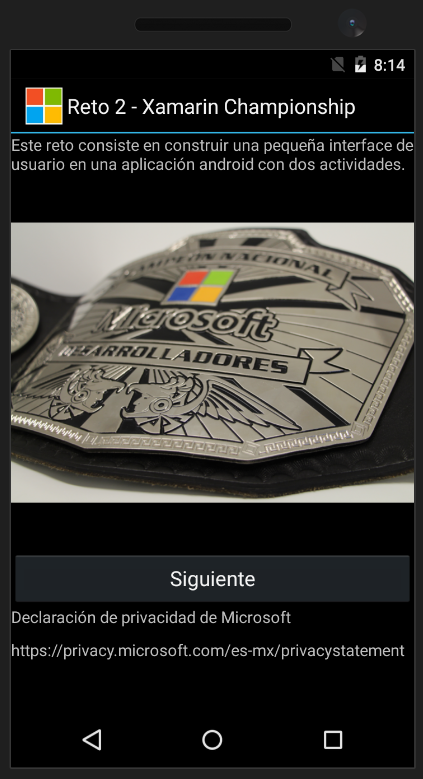 8:14
Reto 2 - Xamarin Championship
Este reto consiste en construir una pequeña interface de
usuario en una aplicación android con dos actividades.
CAMPEON NACIONAL
Microsoft
DESARROLLADORES
Siguiente
Declaración de privacidad de Microsoft
https://privacy.microsoft.com/es-mx/privacystatement